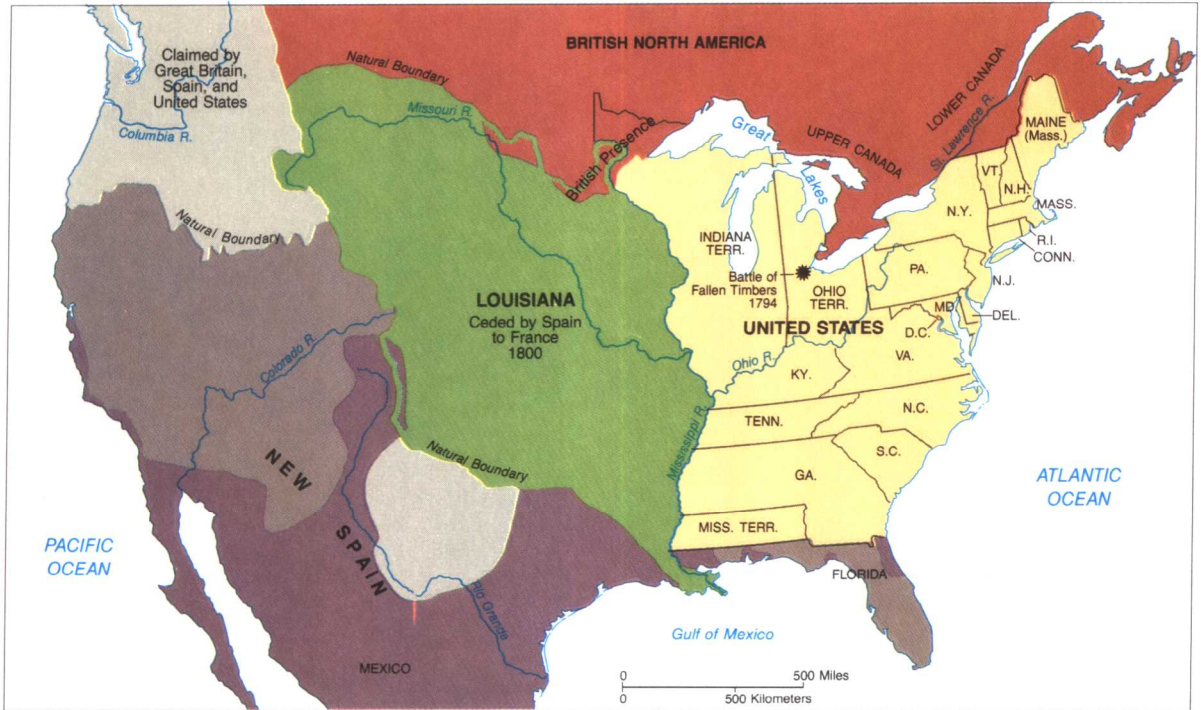 BRITISH NORTH AMERICA
Claimed by
Great Britain,
Spain, and
United States
Natural Boundary
Missouri R.
Columbia R.
British Presence
Great
Lakes
UPPER CANADA
LOWER CANADA
St. Lawrence R.
MAINE
(Mass.)
VT.
N.H.
MASS.
N.Y.
R.I.
CONN.
Natural Boundary
INDIANA
TERR.
PA.
N.J.
Battle of
Fallen Timbers
1794
OHIO
TERR.
MD.
DEL.
LOUISIANA
Ceded by Spain
to France
1800
UNITED STATES
D.C.
VA.
Colorado R.
Ohio R.
KY.
N.C.
TENN.
Mississippi R.
S.C.
Natural Boundary
NEW
SPAIN
GA.
ATLANTIC
OCEAN
MISS. TERR.
PACIFIC
OCEAN
FLORIDA
Rio Grande
Gulf of Mexico
MEXICO
0 500 Miles
0 500 Kilometers